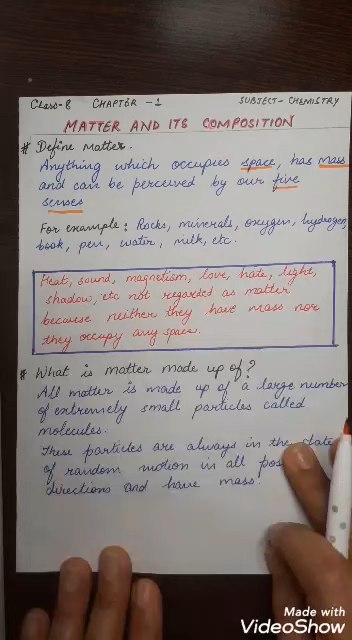 Class-8 CHAPTER -1 SUBJECT- CHEMISTRY
MATTER AND ITS COMPOSITION
# Define Matter.
Anything which occupies space, has mass
and can be perceived by our five
senses
For example: Rocks, minerals, oxygen, hydrogen,
book, pen, water, milk, etc.
Heat, sound, magnetism, love, hate, light,
shadow, etc not regarded as matter
because neither they have mass nor
they occupy any space.
# What is matter made up of?
All matter is made up of a large number
of extremely small particles called
molecules.
These particles are always in the state
of random motion in all pos
directions and have mass.
Made with
VideoShow